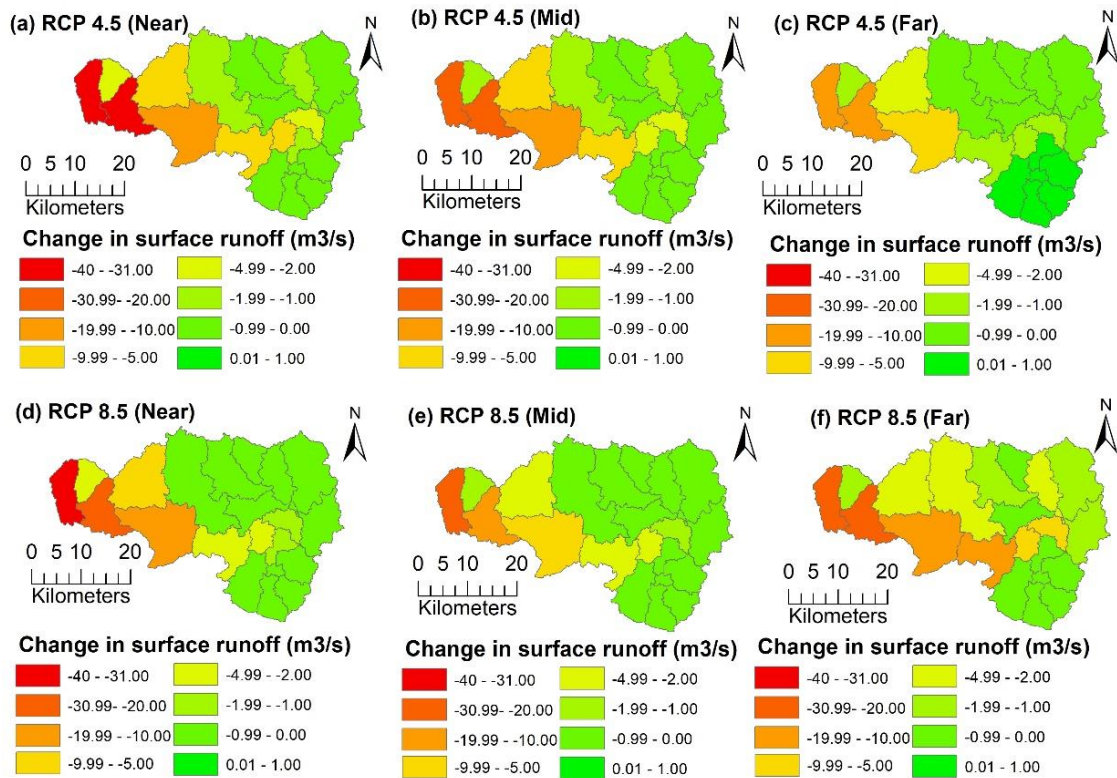 (a) RCP 4.5 (Near)
N
0 5 10 20
Kilometers
Change in surface runoff (m3/s)
-40 - -31.00
-30.99- -20.00
-19.99 - -10.00
-9.99 - -5.00
-4.99 - -2.00
-1.99 - -1.00
-0.99 - 0.00
0.01 - 1.00
(b) RCP 4.5 (Mid)
N
0 5 10 20
Kilometers
Change in surface runoff (m3/s)
-40 - -31.00
-30.99- -20.00
-19.99 - -10.00
-9.99 - -5.00
-4.99 - -2.00
-1.99 - -1.00
-0.99 - 0.00
0.01 - 1.00
(c) RCP 4.5 (Far)
N
0 5 10 20
Kilometers
Change in surface runoff (m3/s)
-40 - -31.00
-30.99- -20.00
-19.99 - -10.00
-9.99 - -5.00
-4.99 - -2.00
-1.99 - -1.00
-0.99 - 0.00
0.01 - 1.00
(d) RCP 8.5 (Near)
N
0 5 10 20
Kilometers
Change in surface runoff (m3/s)
-40 - -31.00
-30.99- -20.00
-19.99 - -10.00
-9.99 - -5.00
-4.99 - -2.00
-1.99 - -1.00
-0.99 - 0.00
0.01 - 1.00
(e) RCP 8.5 (Mid)
N
0 5 10 20
Kilometers
Change in surface runoff (m3/s)
-40 - -31.00
-30.99- -20.00
-19.99 - -10.00
-9.99 - -5.00
-4.99 - -2.00
-1.99 - -1.00
-0.99 - 0.00
0.01 - 1.00
(f) RCP 8.5 (Far)
N
0 5 10 20
Kilometers
Change in surface runoff (m3/s)
-40 - -31.00
-30.99- -20.00
-19.99 - -10.00
-9.99 - -5.00
-4.99 - -2.00
-1.99 - -1.00
-0.99 - 0.00
0.01 - 1.00